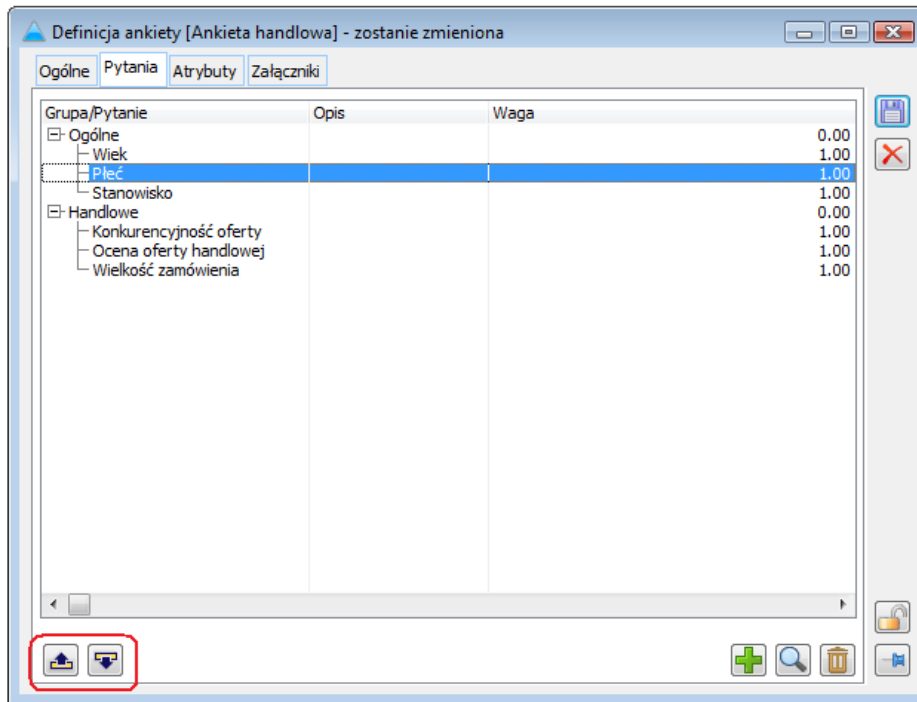 Definicja ankiety [Ankieta handlowa] - zostanie zmieniona
Ogólne Pytania Atrybuty Załączniki
Grupa/Pytanie Opis Waga
Ogólne 0.00
Wiek 1.00
Płeć 1.00
Stanowisko 1.00
Handlowe 0.00
Konkurencyjność oferty 1.00
Ocena oferty handlowej 1.00
Wielkość zamówienia 1.00